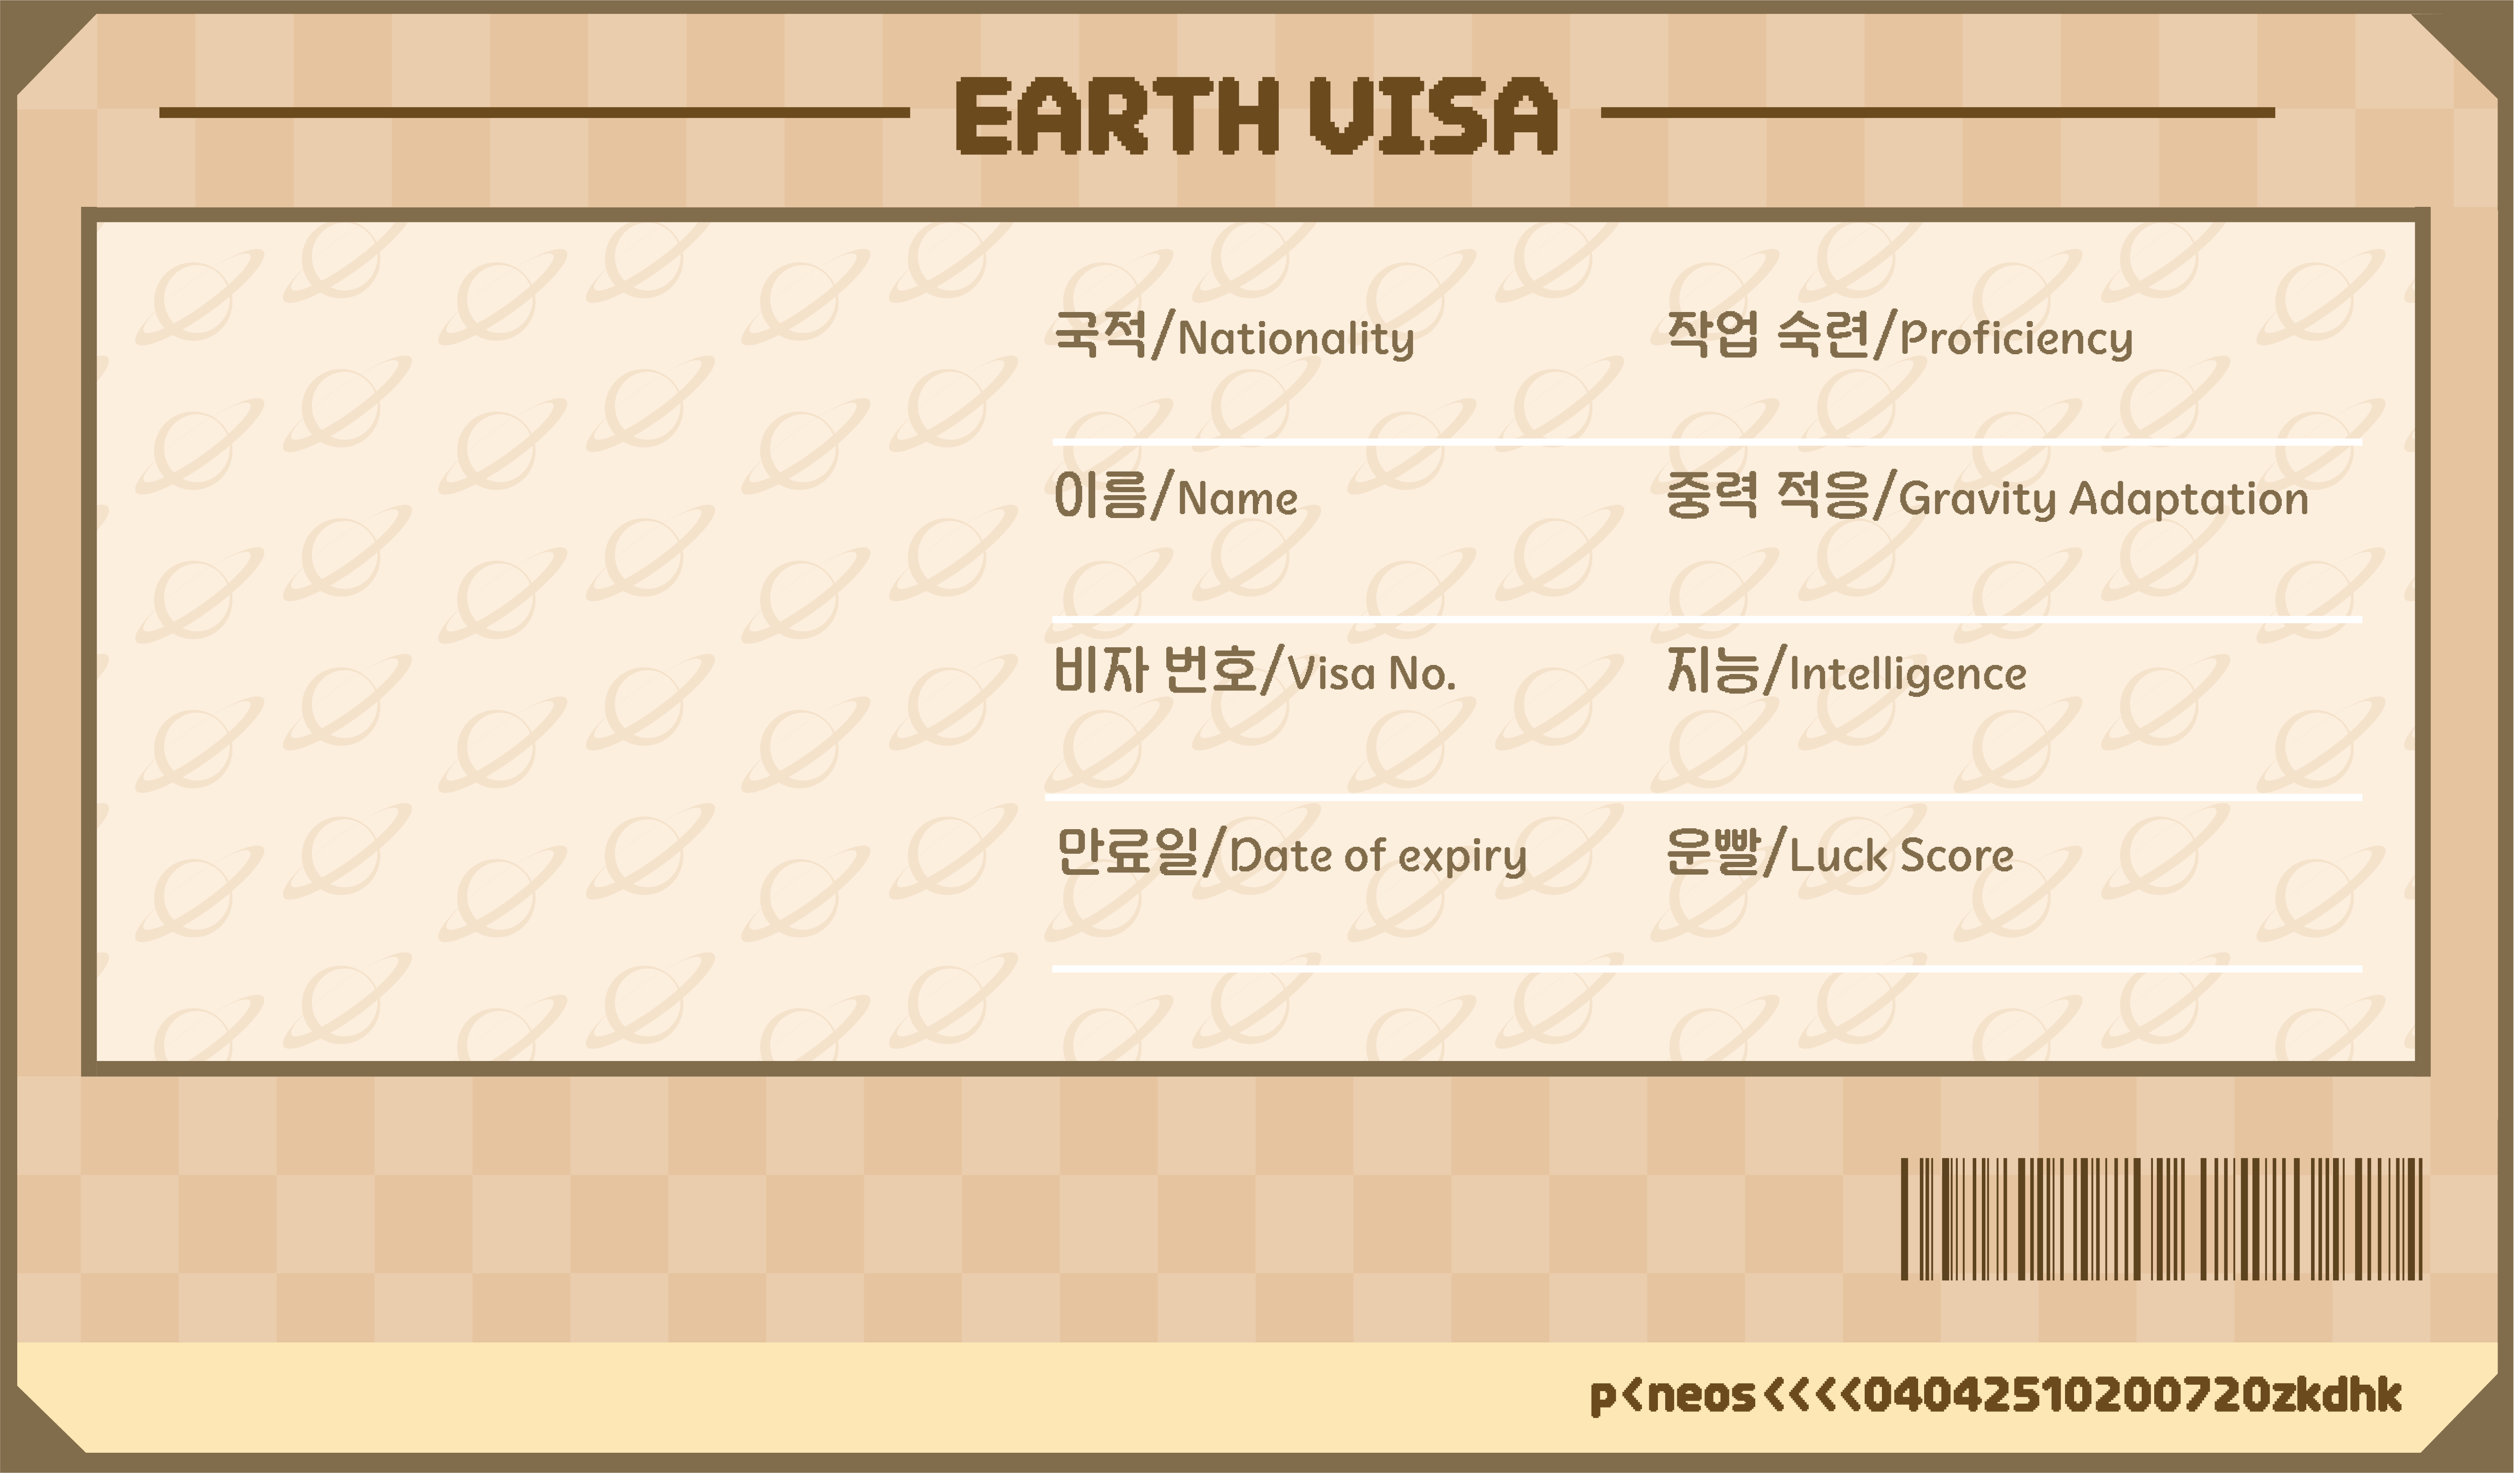 EARTH VISA
국적/Nationality
작업 숙련/Proficiency
이름/Name
중력 적응/Gravity Adaptation
비자 번호/Visa No.
지능/Intelligence
만료일/Date of expiry
운빨/Luck Score
p<neos<<<<04042510200720zkdhk